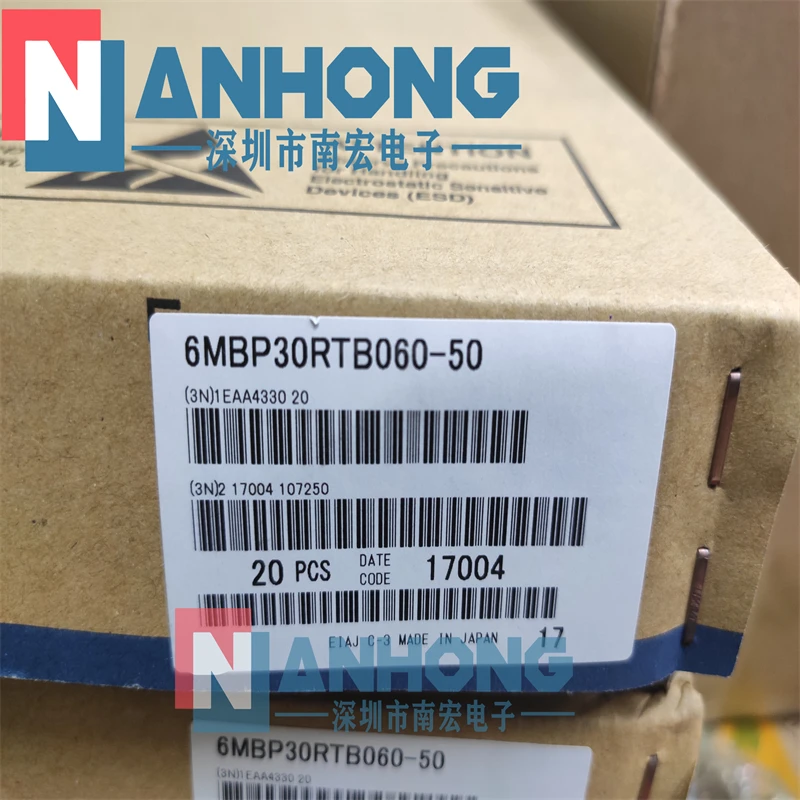 NANHONG
深圳市南宏电子
Electrostatic Sensitive
Devices (ESD)
6MBP30RTB060-50
(3N)1EAA4330 20
(3N)2 17004 107250
20 PCS DATE CODE 17004
EIAJ C-3 MADE IN JAPAN 17
NANHONG
深圳市南宏电子
6MBP30RTB060-50
(3N)1EAA4330 20